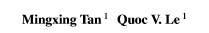 Mingxing Tan ¹ Quoc V. Le ¹